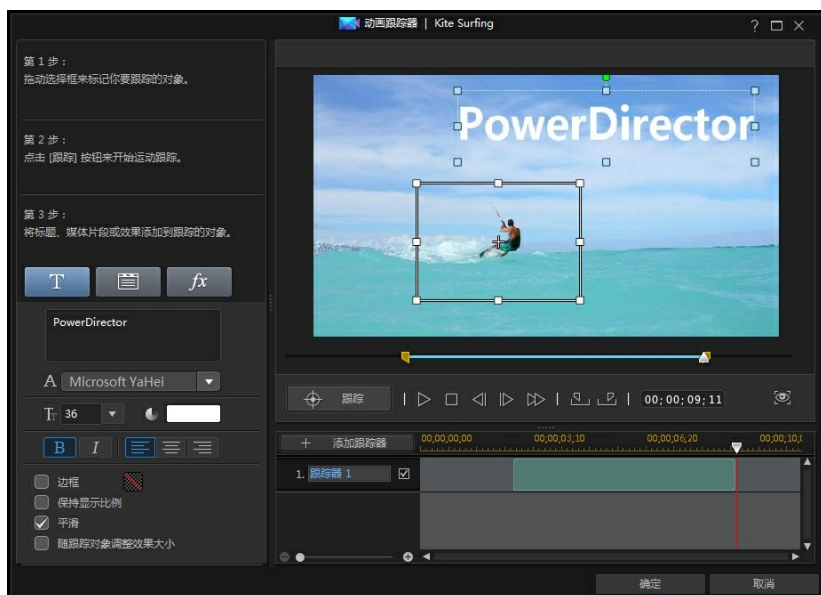 动画跟踪器 | Kite Surfing
第 1 步：
拖动选择框来标记你要跟踪的对象。
第 2 步：
点击 [跟踪] 按钮来开始运动跟踪。
第 3 步：
将标题、媒体片段或效果添加到跟踪的对象。
T
fx
PowerDirector
A Microsoft YaHei
36
B I
边框
保持显示比例
平滑
随跟踪对象调整效果大小
PowerDirector
跟踪
00; 00; 09; 11
添加跟踪器
00;00;00;00 00;00;03;10 00;00;06;20 00;00;10;0
1. 跟踪器 1
确定 取消